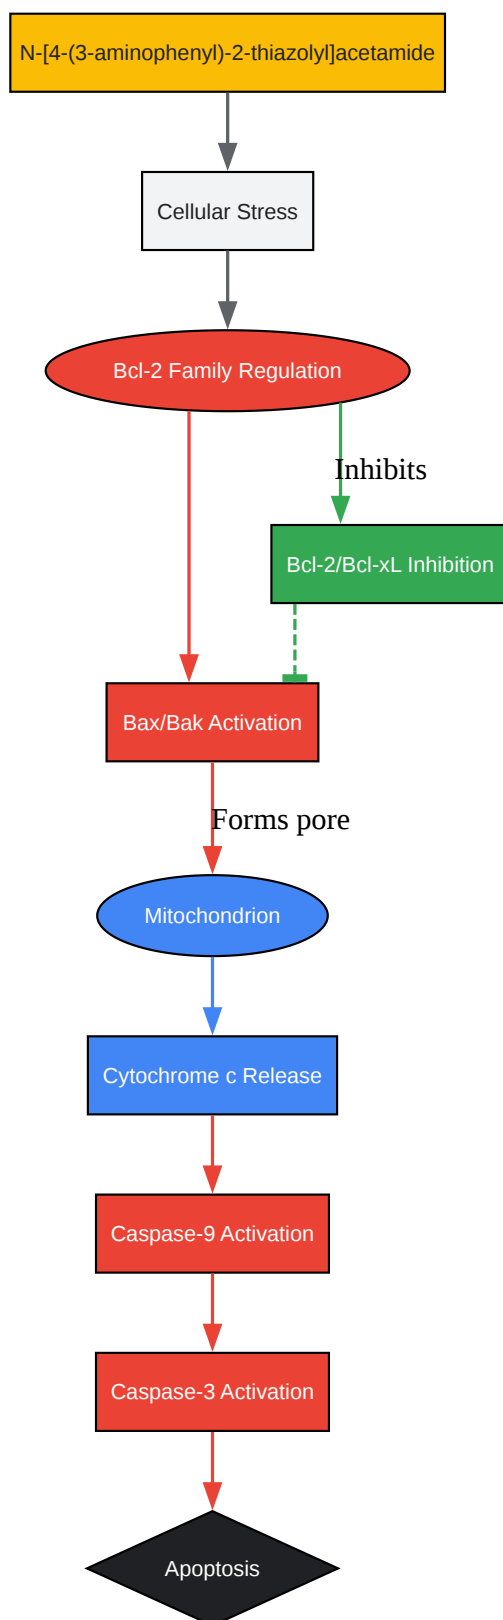 N-[4-(3-aminophenyl)-2-thiazolyl]acetamide
Cellular Stress
Bcl-2 Family Regulation
Inhibits
Bcl-2/Bcl-xL Inhibition
Bax/Bak Activation
Forms pore
Mitochondrion
Cytochrome c Release
Caspase-9 Activation
Caspase-3 Activation
Apoptosis